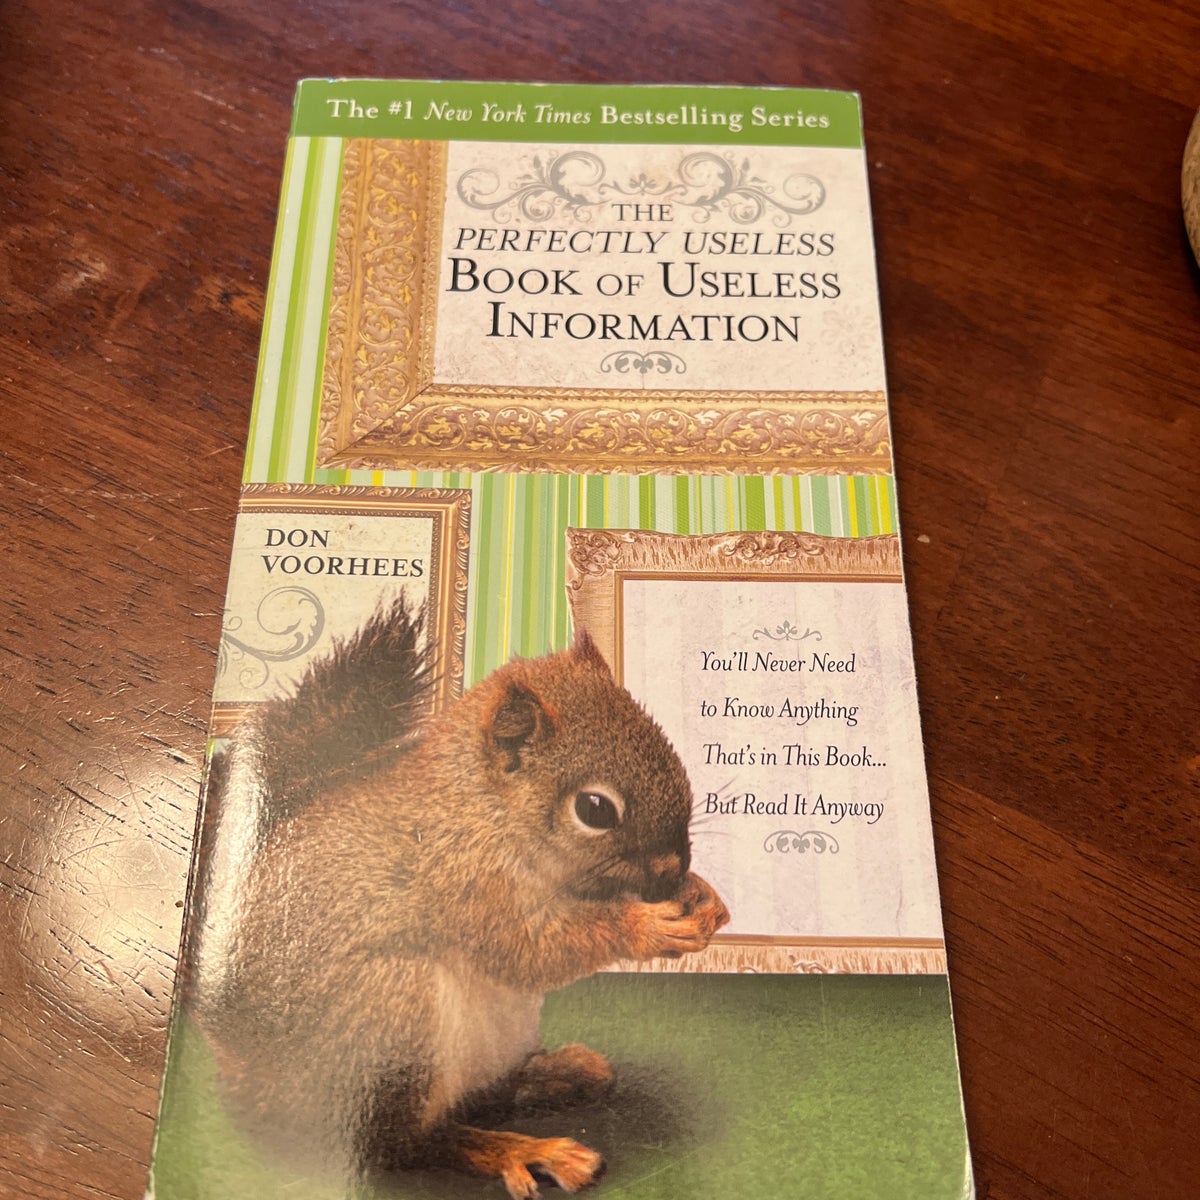 The #1 New York Times Bestselling Series
THE
PERFECTLY USELESS
BOOK OF USELESS
INFORMATION
DON
VOORHEES
You'll Never Need
to Know Anything
That's in This Book...
But Read It Anyway